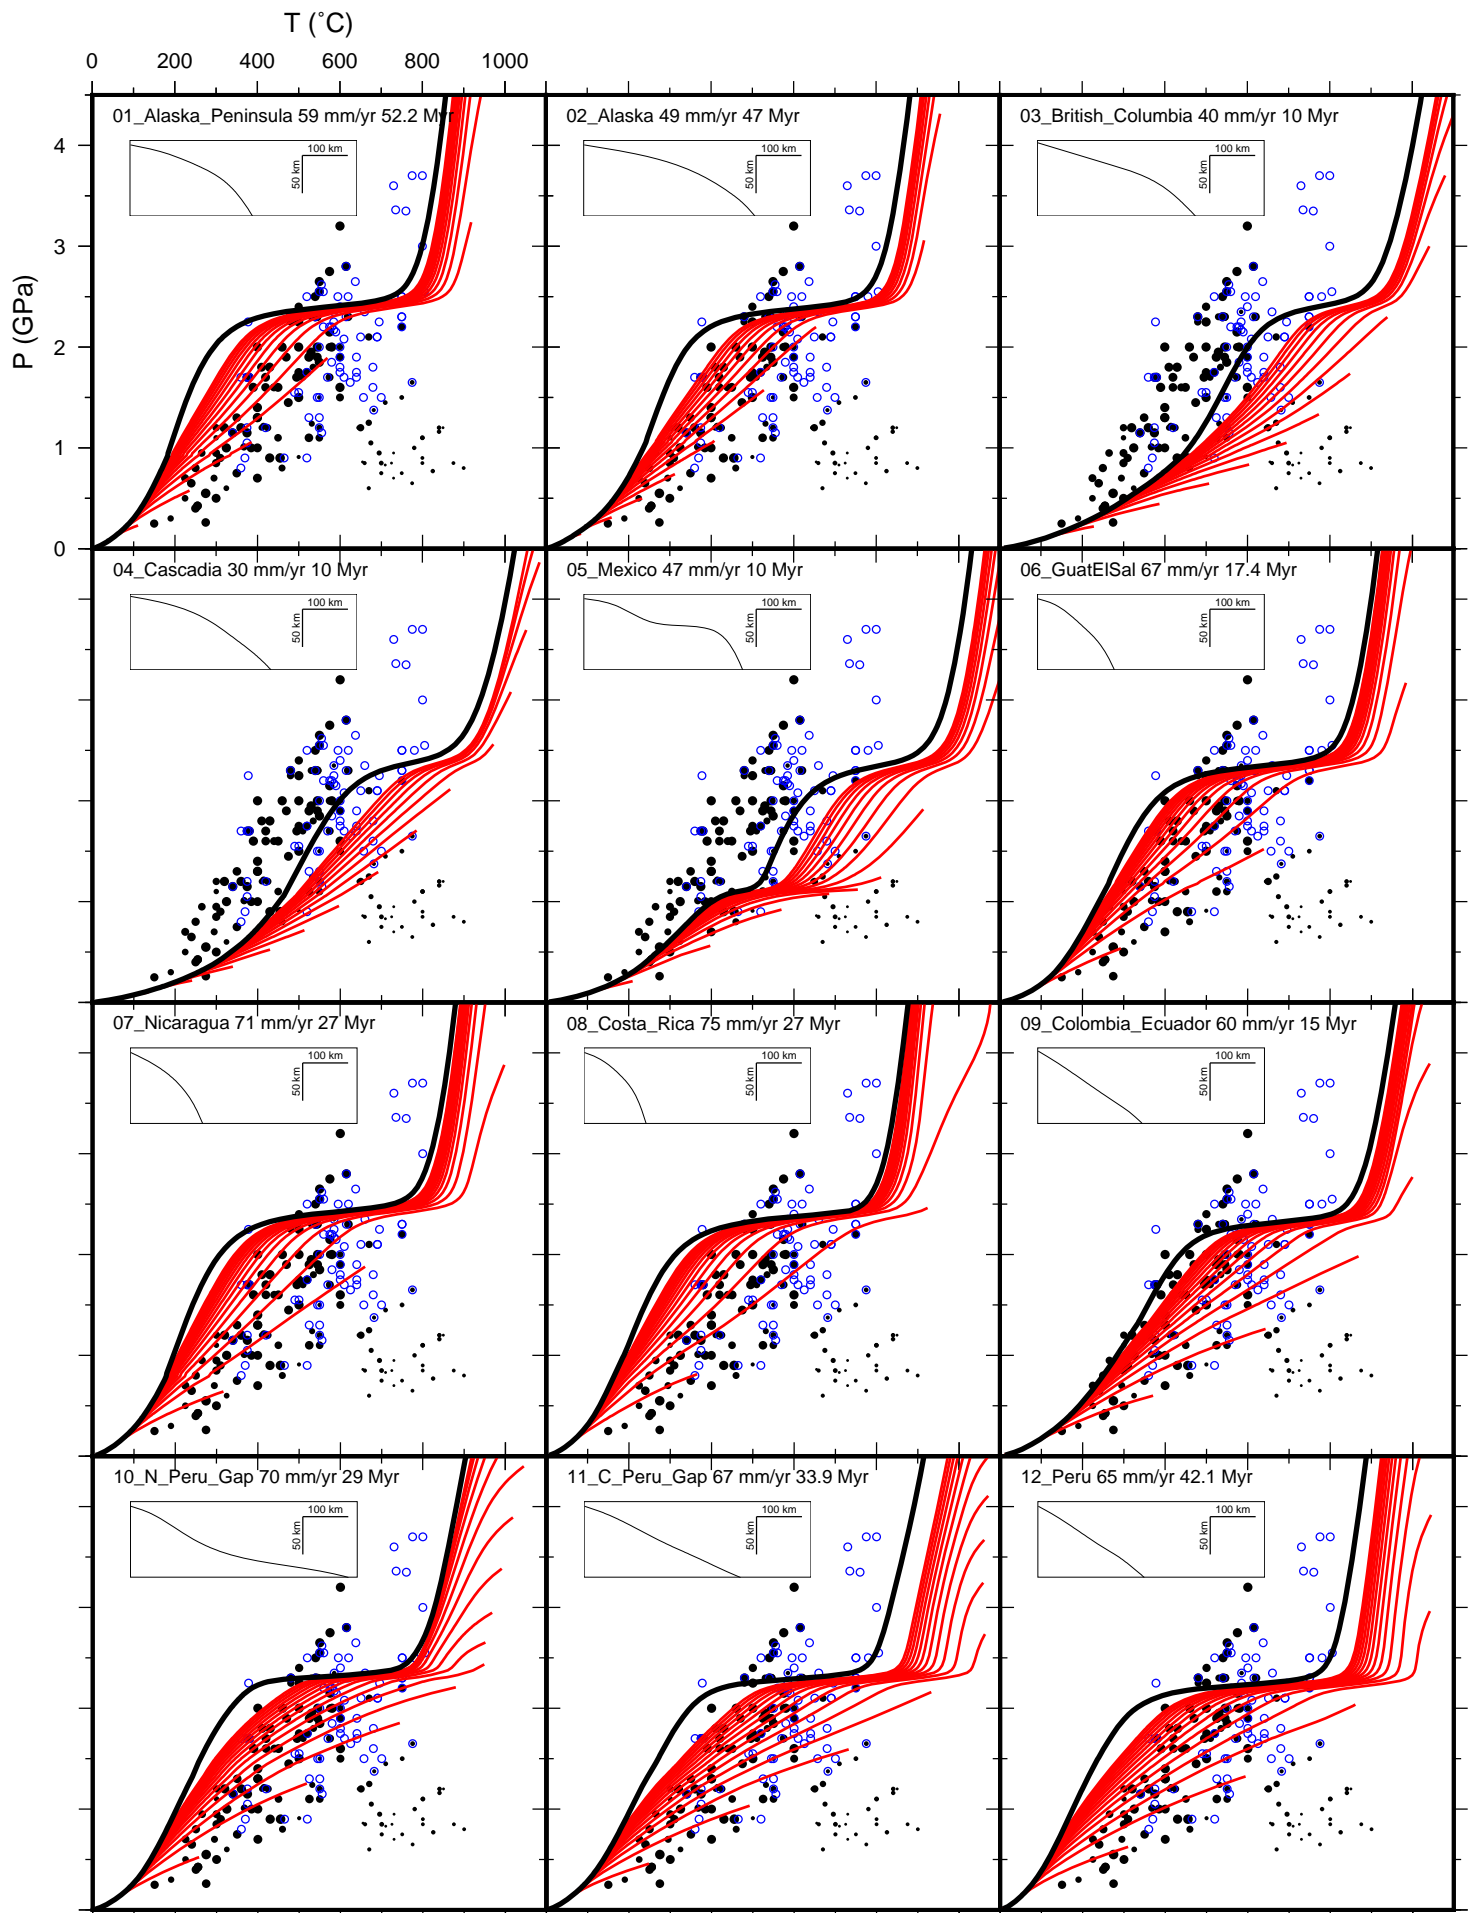 T (˚C)
0 200 400 600 800 1000
P (GPa)
4
3
2
1
0
01_Alaska_Peninsula 59 mm/yr 52.2 Myr
100 km
50 km
02_Alaska 49 mm/yr 47 Myr
100 km
50 km
03_British_Columbia 40 mm/yr 10 Myr
100 km
50 km
04_Cascadia 30 mm/yr 10 Myr
100 km
50 km
05_Mexico 47 mm/yr 10 Myr
100 km
50 km
06_GuatElSal 67 mm/yr 17.4 Myr
100 km
50 km
07_Nicaragua 71 mm/yr 27 Myr
100 km
50 km
08_Costa_Rica 75 mm/yr 27 Myr
100 km
50 km
09_Colombia_Ecuador 60 mm/yr 15 Myr
100 km
50 km
10_N_Peru_Gap 70 mm/yr 29 Myr
100 km
50 km
11_C_Peru_Gap 67 mm/yr 33.9 Myr
100 km
50 km
12_Peru 65 mm/yr 42.1 Myr
100 km
50 km